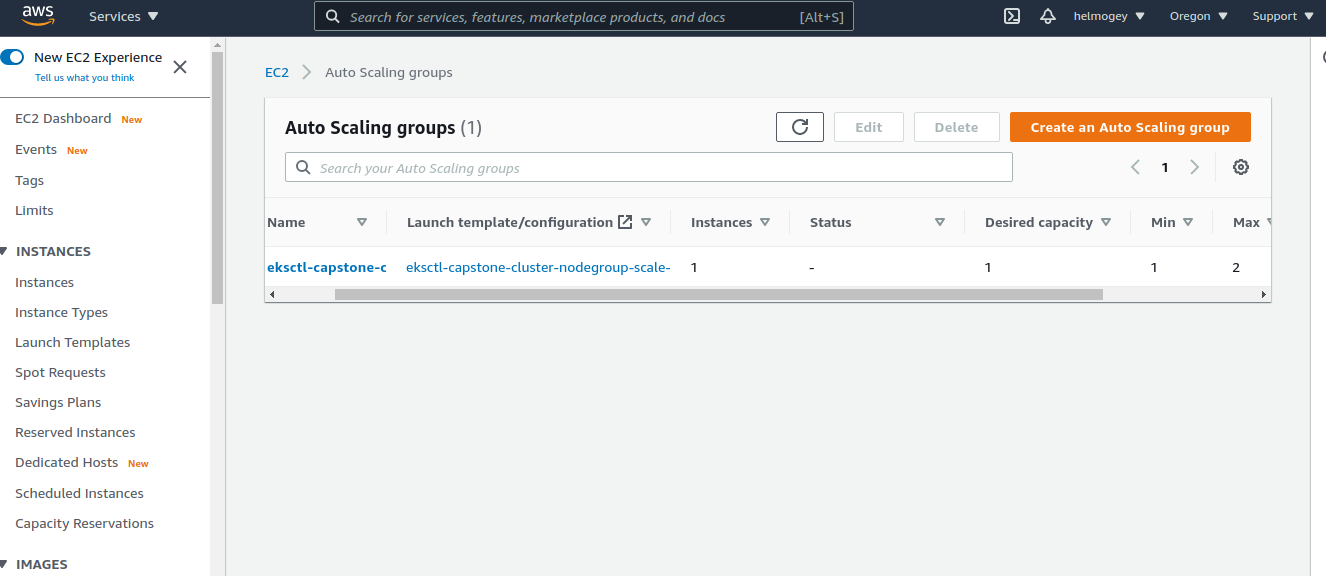 aws
Services
Search for services, features, marketplace products, and docs [Alt+S]
helmogey
Oregon
Support
New EC2 Experience
Tell us what you think
EC2 Dashboard New
Events New
Tags
Limits
INSTANCES
Instances
Instance Types
Launch Templates
Spot Requests
Savings Plans
Reserved Instances
Dedicated Hosts New
Scheduled Instances
Capacity Reservations
IMAGES
EC2 Auto Scaling groups
Auto Scaling groups (1)
Edit
Delete
Create an Auto Scaling group
Search your Auto Scaling groups
1
Name Launch template/configuration Instances Status Desired capacity Min Max
eksctl-capstone-c eksctl-capstone-cluster-nodegroup-scale- 1 - 1 1 2